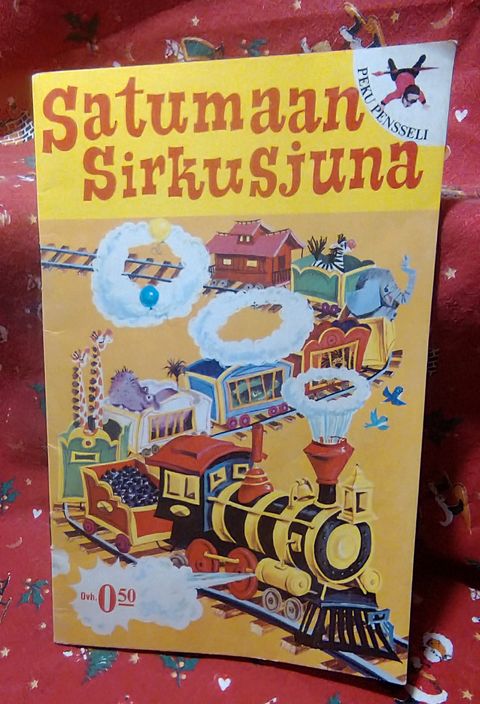 Satumaan
Sirkusjuna
PEKU PENSSELI
Ovh. 0 50